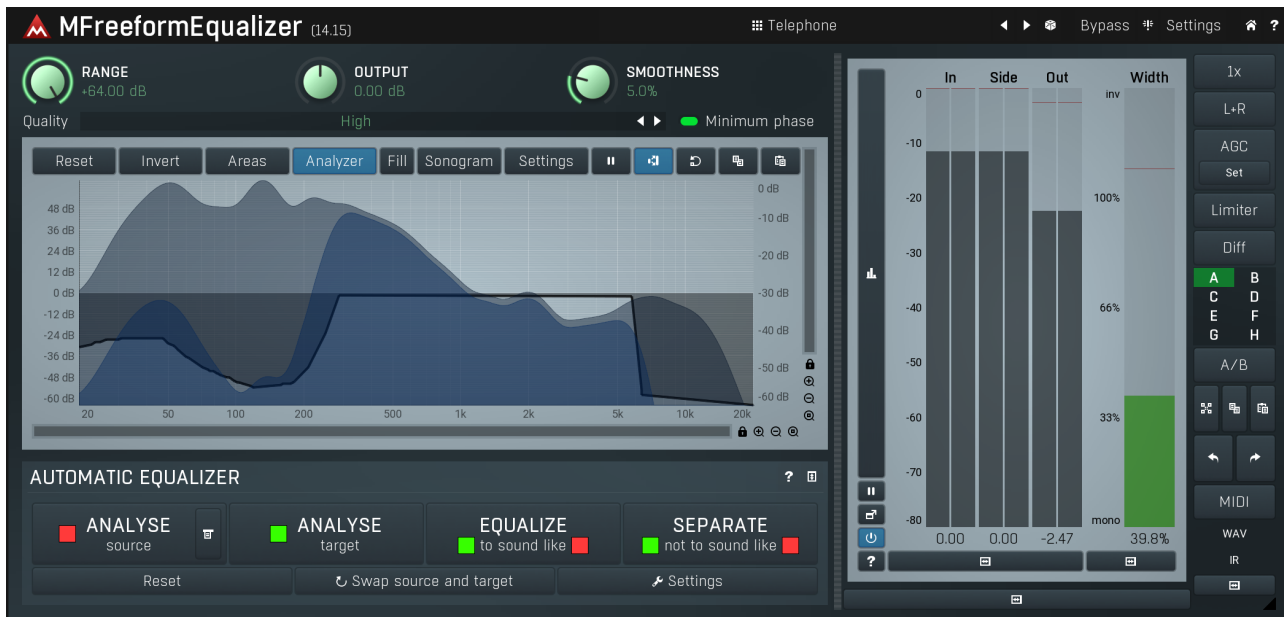 MFreeformEqualizer (14.15) Telephone Bypass Settings ?
RANGE
+64.00 dB
OUTPUT
0.00 dB
SMOOTHNESS
5.0%
Quality High Minimum phase
Reset Invert Areas Analyzer Fill Sonogram Settings
48 dB
36 dB
24 dB
12 dB
0 dB
-12 dB
-24 dB
-36 dB
-48 dB
-60 dB
0 dB
-10 dB
-20 dB
-30 dB
-40 dB
-50 dB
-60 dB
20 50 100 200 500 1k 2k 5k 10k 20k
AUTOMATIC EQUALIZER ?
ANALYSE
source
ANALYSE
target
EQUALIZE
to sound like
SEPARATE
not to sound like
Reset Swap source and target Settings
In Side Out Width
0
-10
-20
-30
-40
-50
-60
-70
-80
inv
100%
66%
33%
mono
0.00 0.00 -2.47 39.8%
?
1x
L+R
AGC
Set
Limiter
Diff
A B
C D
E F
G H
A/B
MIDI
WAV
IR